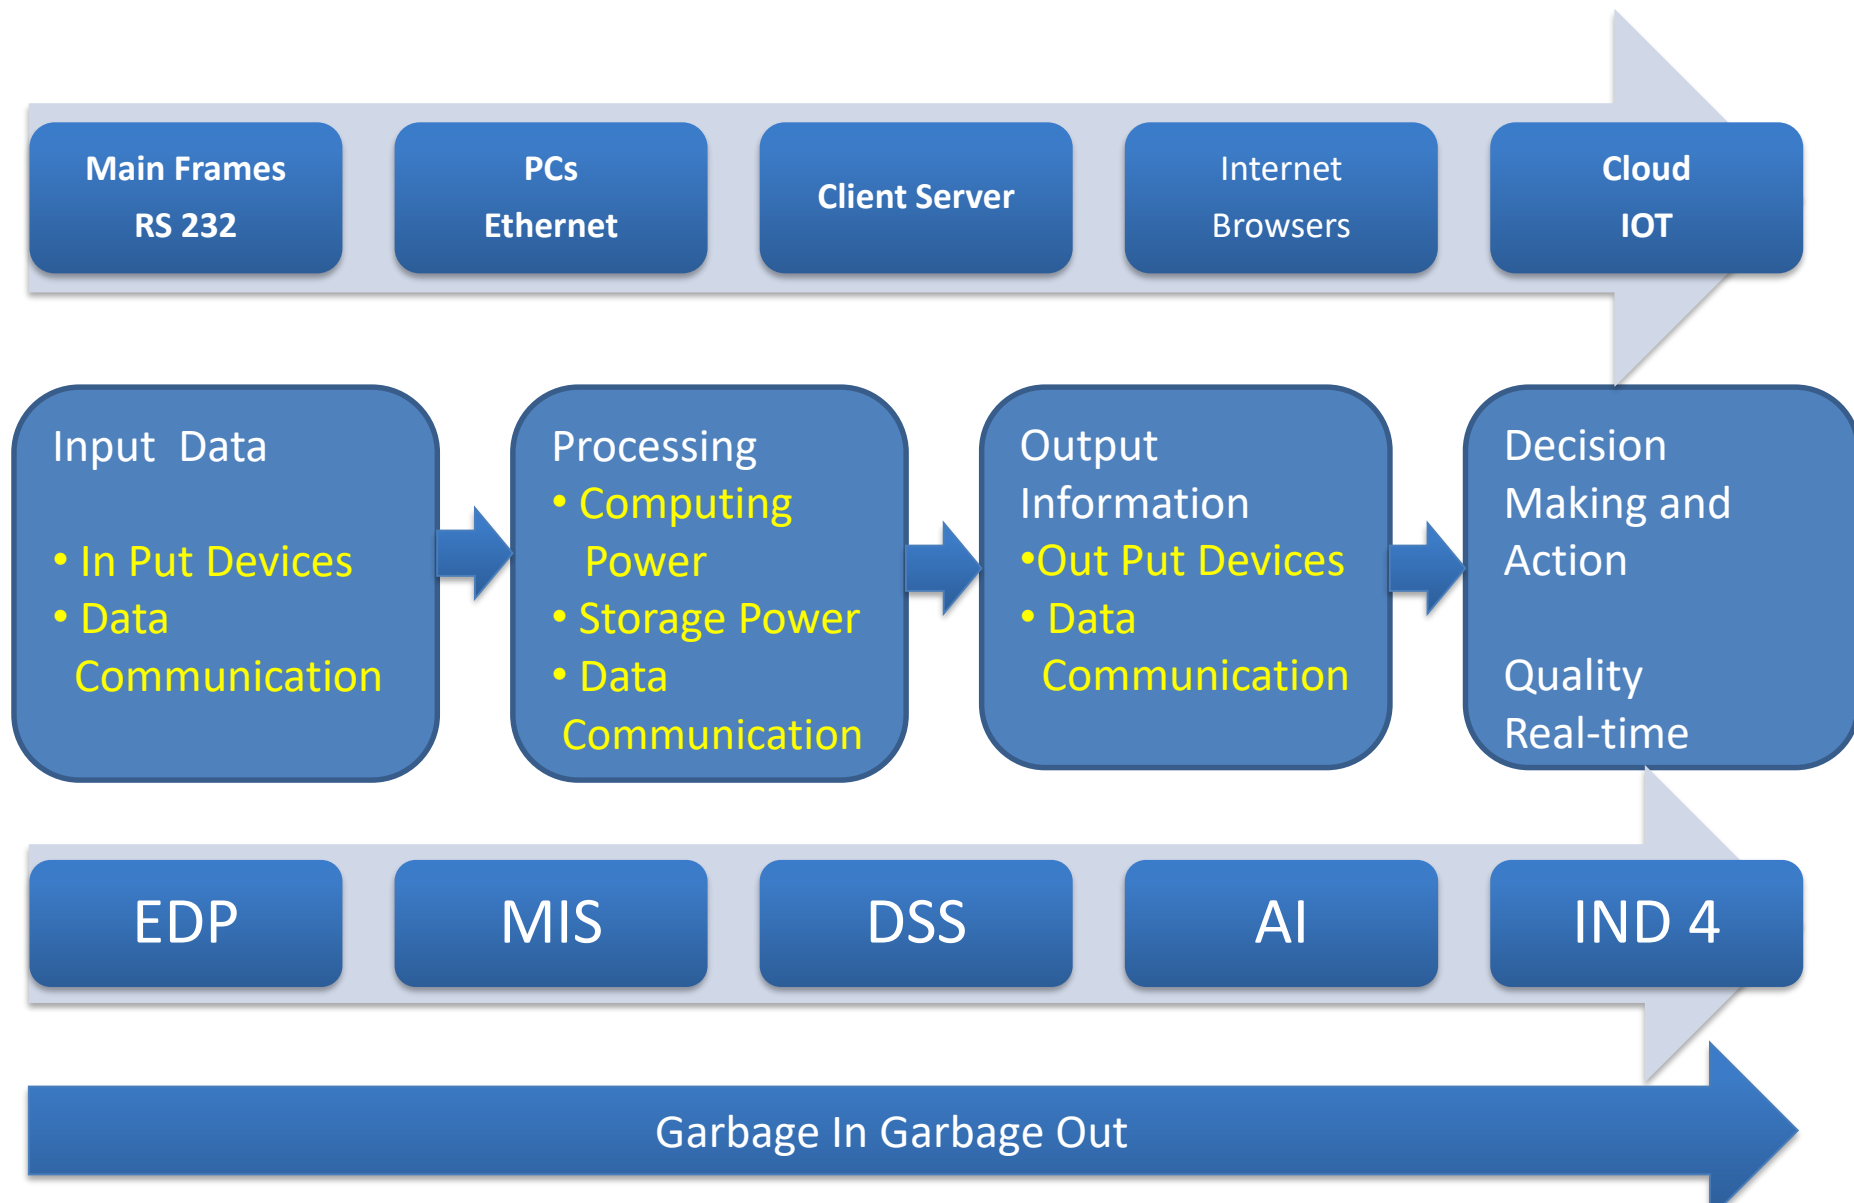 Main Frames
RS 232
PCs
Ethernet
Client Server
Internet
Browsers
Cloud
IOT
Input  Data
• In Put Devices
• Data
Communication
Processing
• Computing
Power
• Storage Power
• Data
Communication
Output
Information
•Out Put Devices
• Data
Communication
Decision
Making and
Action
Quality
Real-time
EDP
MIS
DSS
AI
IND 4
Garbage In Garbage Out